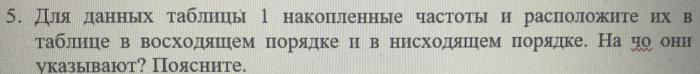 5. Для данных таблицы 1 накопленные частоты и расположите их в
таблице в восходящем порядке и в нисходящем порядке. На чо они
указывают? Поясните.